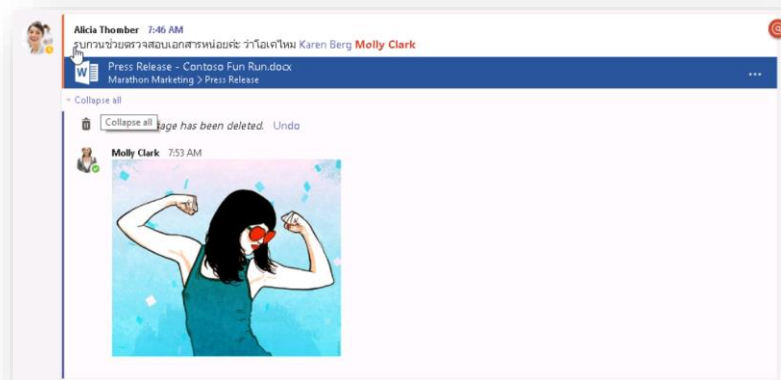 Alicia Thomber 7:46 AM
รบกวนช่วยตรวจสอบเอกสารหน่อยค่ะ ว่าโอเคไหม Karen Berg Molly Clark
Press Release - Contoso Fun Run.docx
Marathon Marketing > Press Release
Collapse all
Collapse all
has been deleted. Undo
Molly Clark 7:53 AM